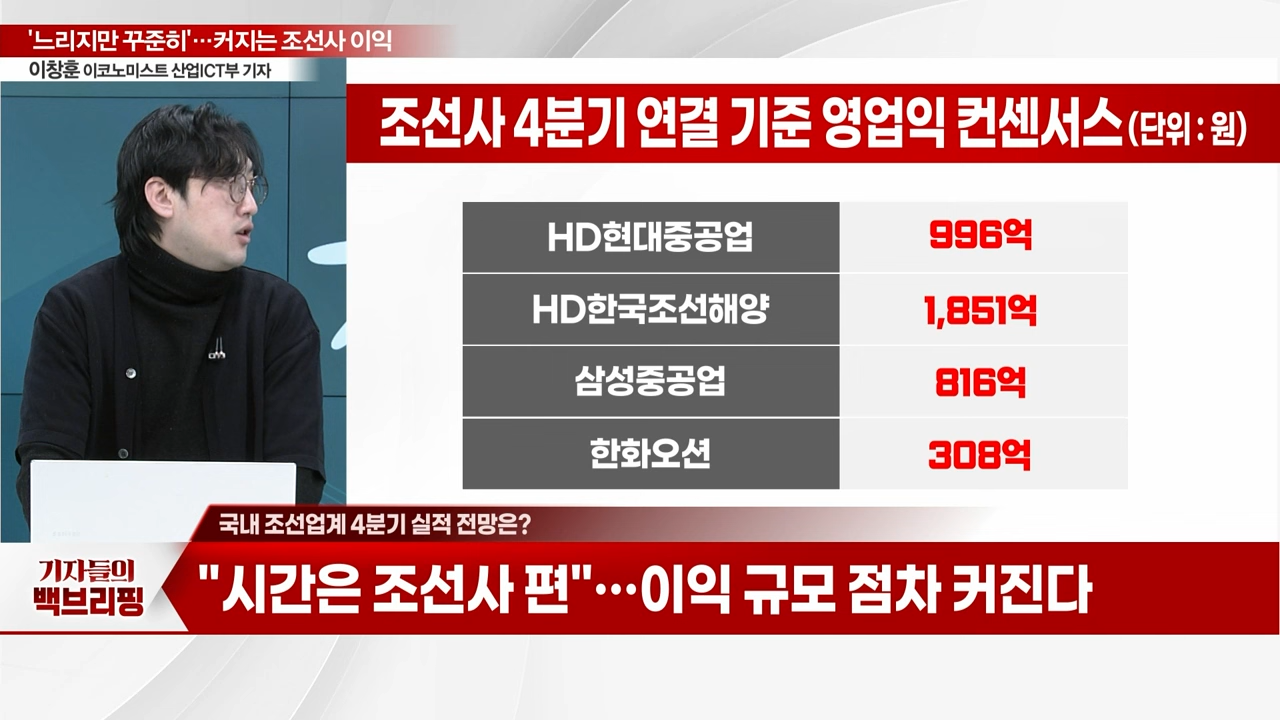 '느리지만 꾸준히'…커지는 조선사 이익
이창훈 이코노미스트 산업ICT부 기자
조선사 4분기 연결 기준 영업익 컨센서스 (단위 : 원)
HD현대중공업 996억
HD한국조선해양 1,851억
삼성중공업 816억
한화오션 308억
국내 조선업계 4분기 실적 전망은?
기자들의
백브리핑
"시간은 조선사 편"…이익 규모 점차 커진다